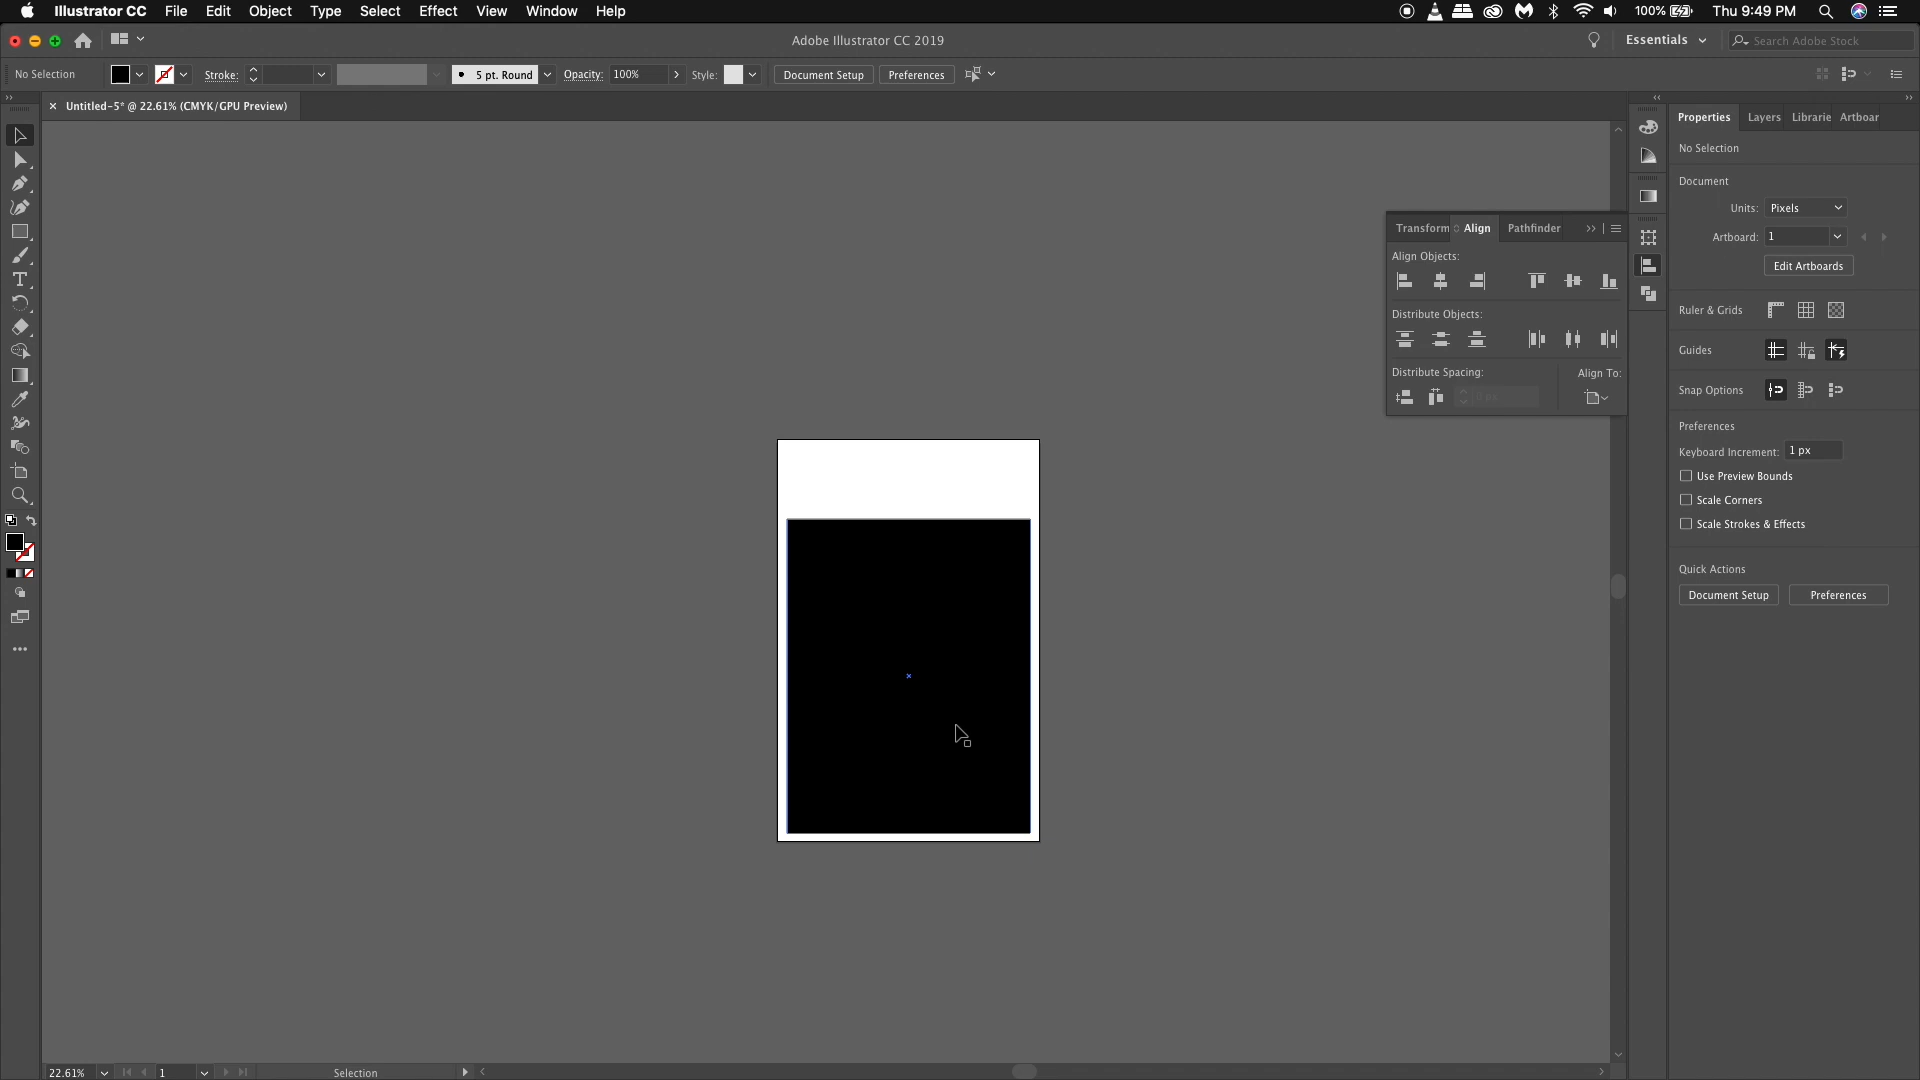 Illustrator CC File Edit Object Type Select Effect View Window Help 100% Thu 9:49 PM
Adobe Illustrator CC 2019 Essentials Search Adobe Stock
No Selection Stroke: 5 pt. Round Opacity: 100% Style: Document Setup Preferences
× Untitled-5* @ 22.61% (CMYK/GPU Preview)
Properties Layers Librarie Artboar
No Selection
Document
Units: Pixels
Artboard: 1
Edit Artboards
Ruler & Grids
Guides
Snap Options
Preferences
Keyboard Increment: 1 px
Use Preview Bounds
Scale Corners
Scale Strokes & Effects
Quick Actions
Document Setup Preferences
Transform Align Pathfinder
Align Objects:
Distribute Objects:
Distribute Spacing: Align To:
0 px
22.61% 1 Selection